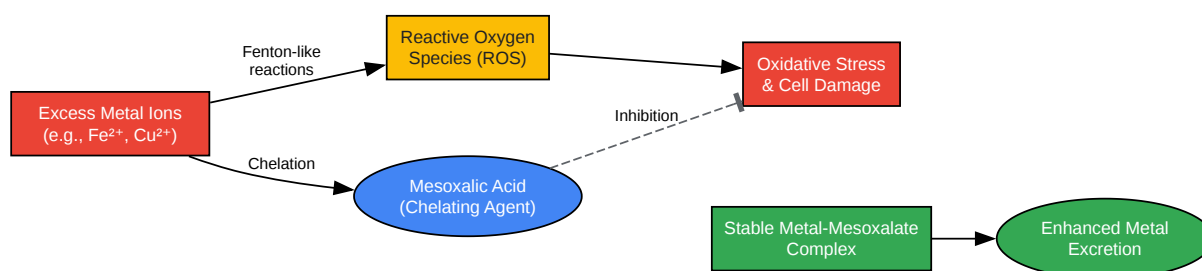 Fenton-like
reactions
Reactive Oxygen
Species (ROS)
Oxidative Stress
& Cell Damage
Excess Metal Ions
(e.g., Fe²⁺, Cu²⁺)
Inhibition
Chelation
Mesoxalic Acid
(Chelating Agent)
Stable Metal-Mesoxalate
Complex
Enhanced Metal
Excretion